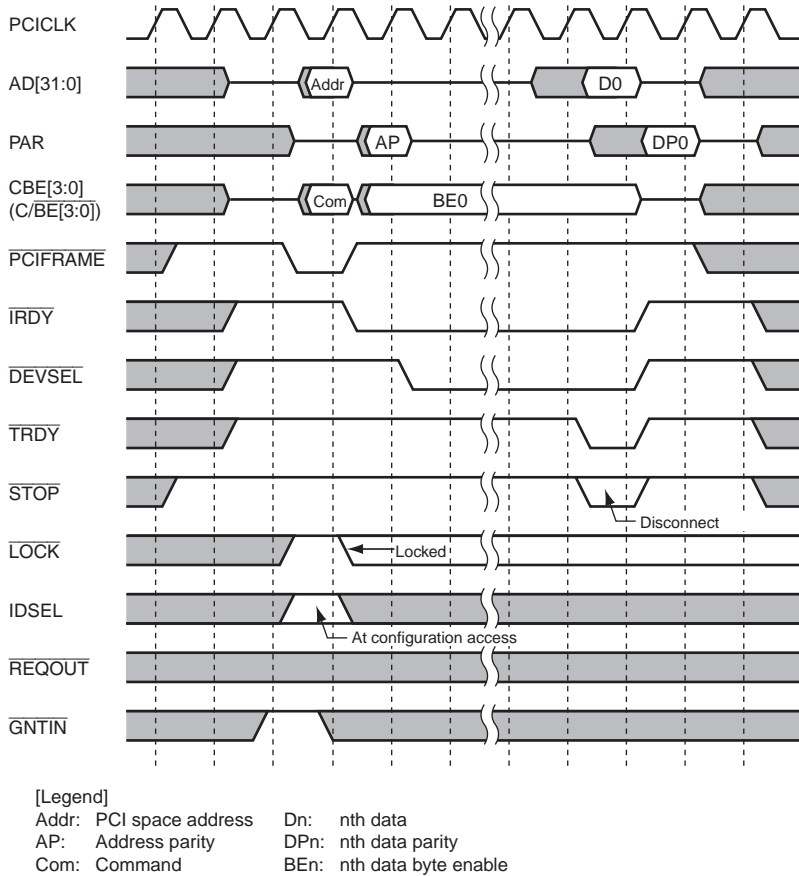 PCICLK
AD[31:0] Addr D0
PAR AP DP0
CBE[3:0]
(C/BE[3:0]) Com BE0
PCIFRAME
IRDY
DEVSEL
TRDY
STOP
Disconnect
LOCK Locked
IDSEL
At configuration access
REQOUT
GNTIN
[Legend]
Addr: PCI space address Dn: nth data
AP: Address parity DPn: nth data parity
Com: Command BEn: nth data byte enable